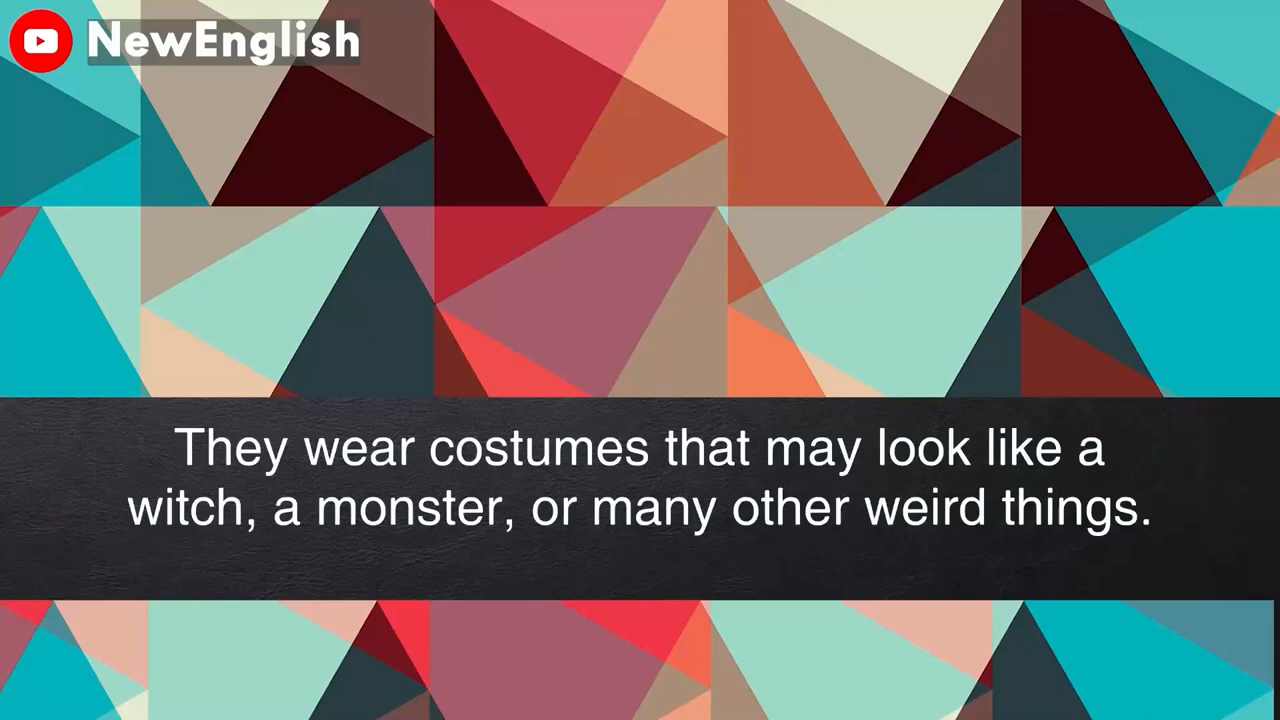 NewEnglish
They wear costumes that may look like a
witch, a monster, or many other weird things.